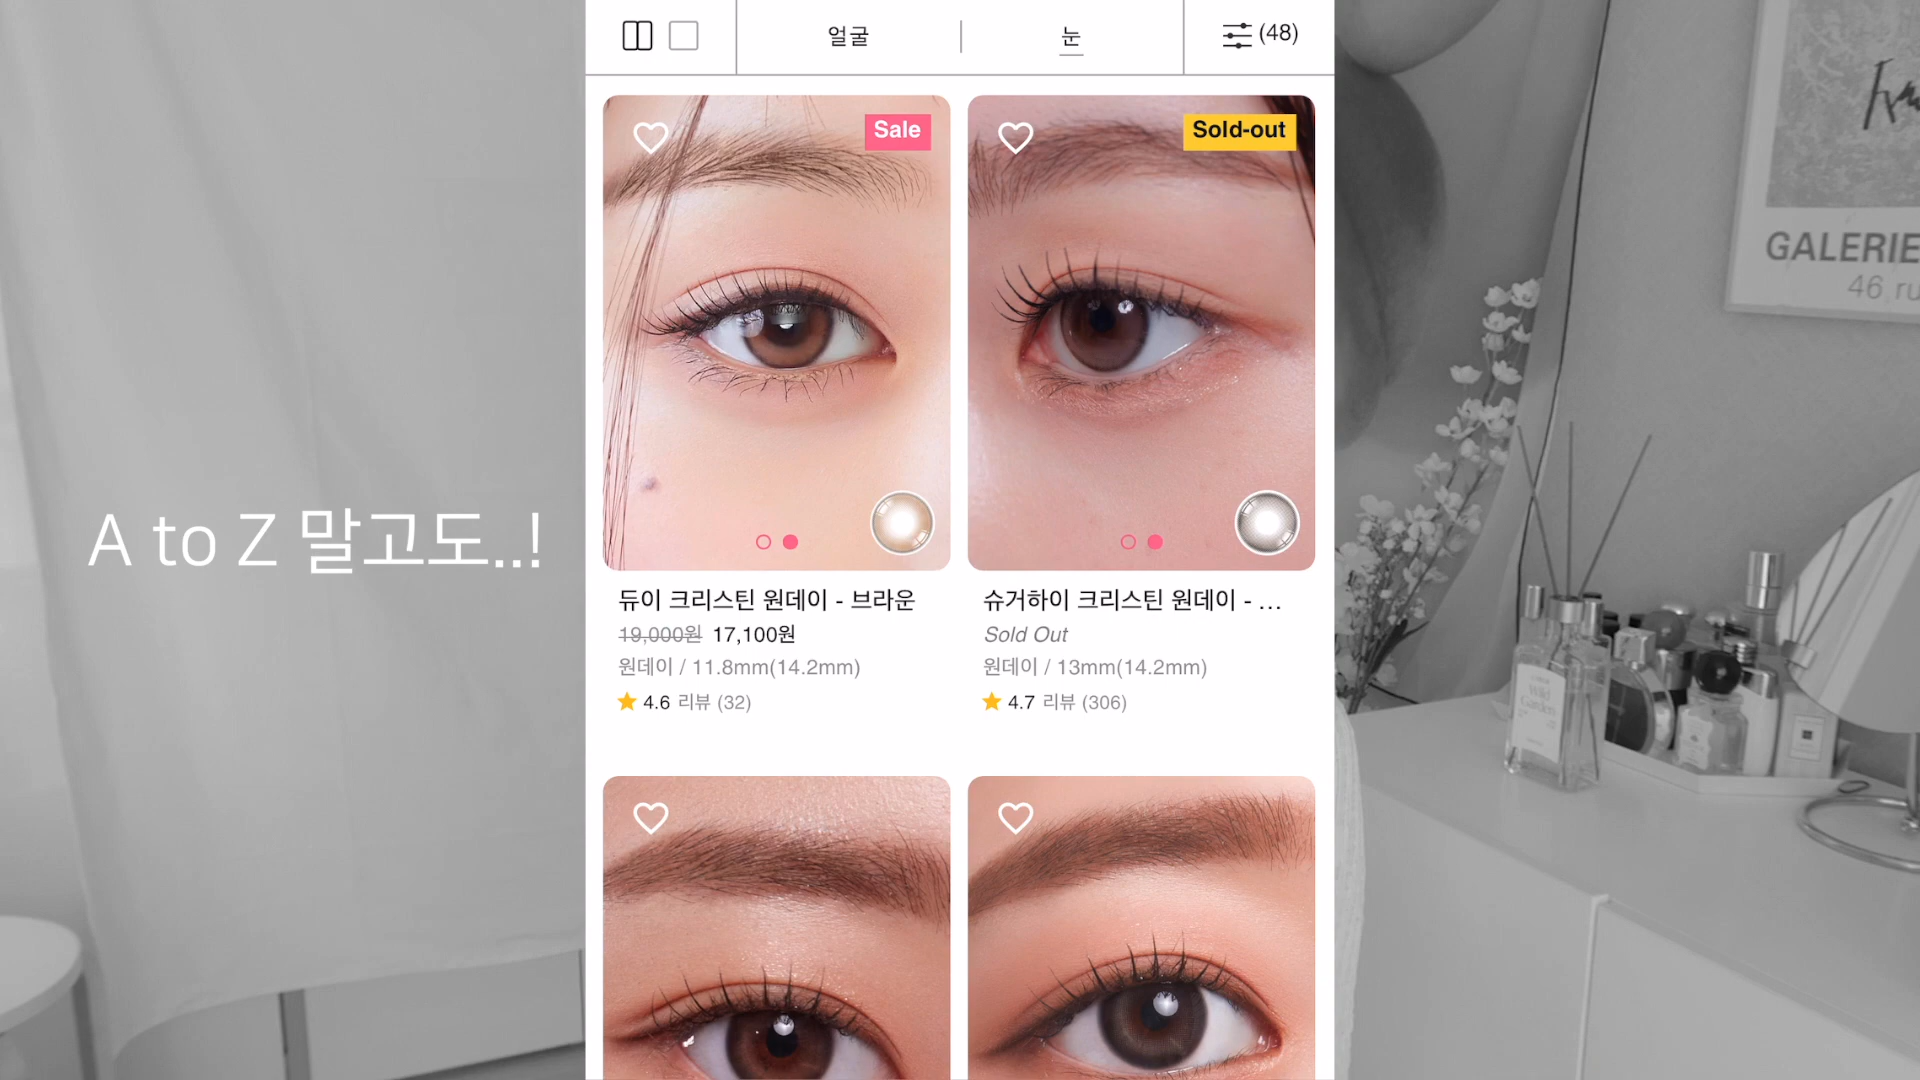 얼굴
눈
(48)
Sale
Sold-out
A to Z 말고도..!
듀이 크리스틴 원데이 - 브라운
19,000원 17,100원
원데이 / 11.8mm(14.2mm)
4.6 리뷰 (32)
슈거하이 크리스틴 원데이 - ...
Sold Out
원데이 / 13mm(14.2mm)
4.7 리뷰 (306)
GALERIE
46 ru
Wild
Garden